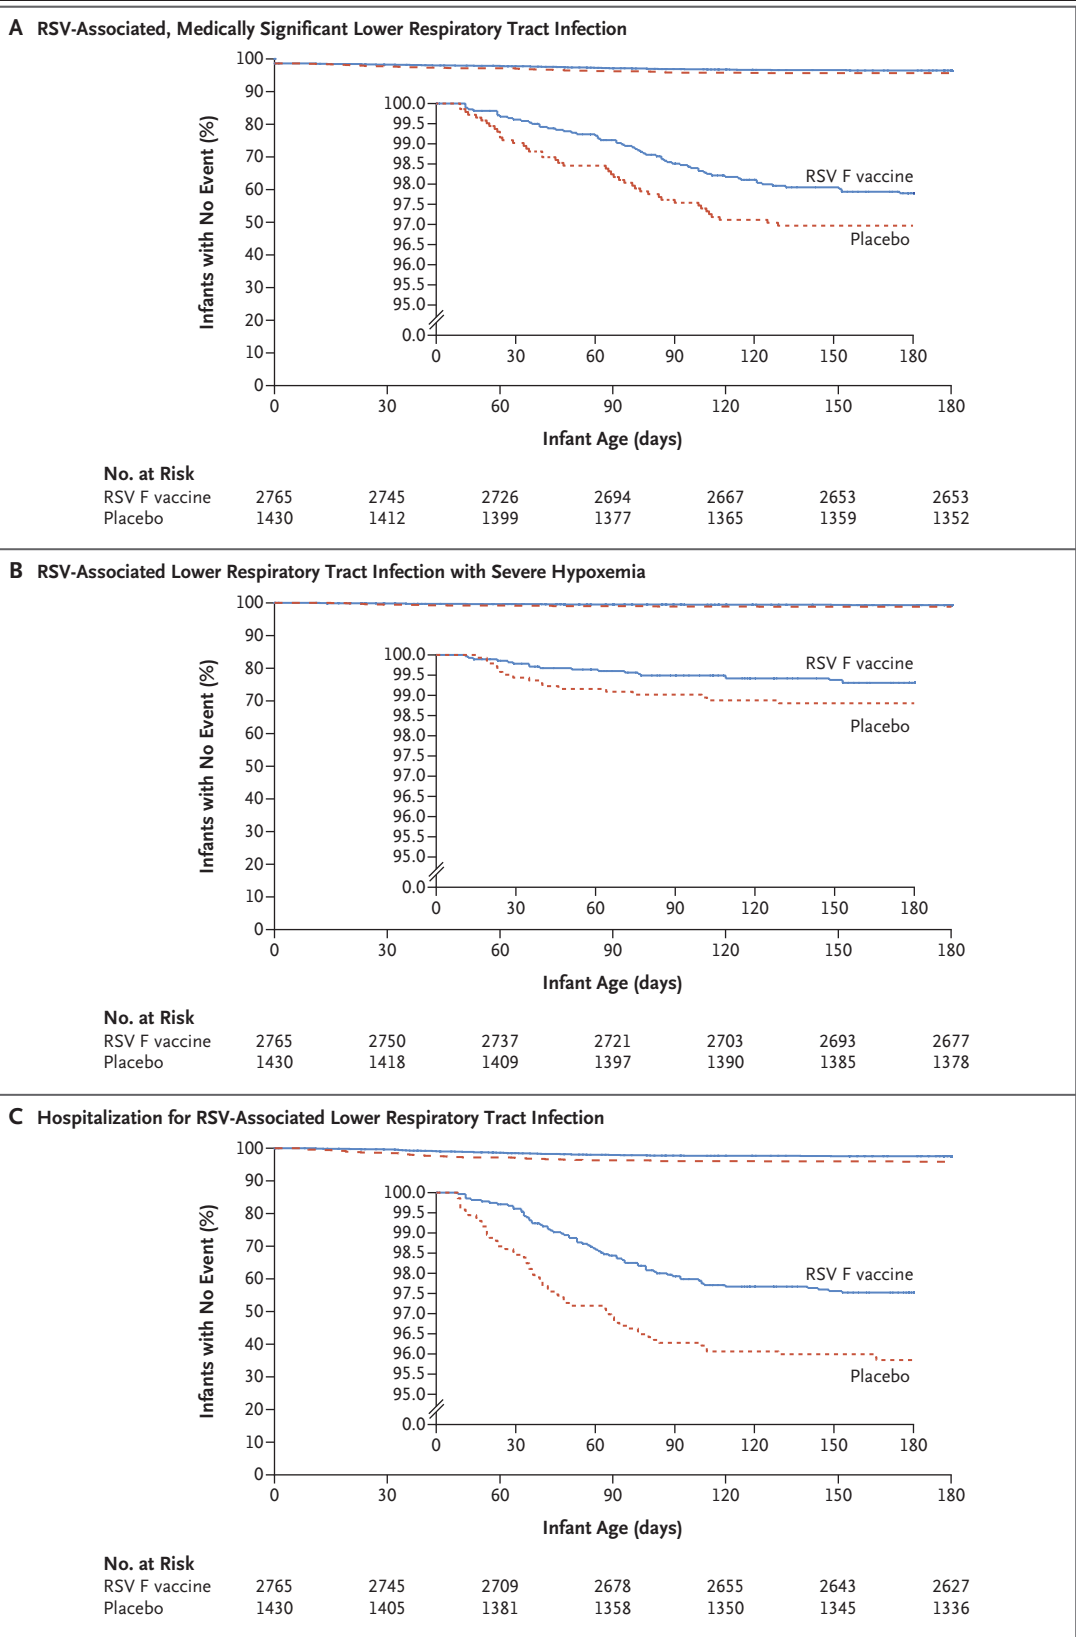 A RSV-Associated, Medically Significant Lower Respiratory Tract Infection
Infants with No Event (%)
100
90
80
70
60
50
40
30
20
10
0
100.0
99.5
99.0
98.5
98.0
97.5
97.0
96.5
96.0
95.5
95.0
0.0
RSV F vaccine
Placebo
0 30 60 90 120 150 180
0 30 60 90 120 150 180
Infant Age (days)
No. at Risk
RSV F vaccine 2765 2745 2726 2694 2667 2653 2653
Placebo 1430 1412 1399 1377 1365 1359 1352
B RSV-Associated Lower Respiratory Tract Infection with Severe Hypoxemia
Infants with No Event (%)
100
90
80
70
60
50
40
30
20
10
0
100.0
99.5
99.0
98.5
98.0
97.5
97.0
96.5
96.0
95.5
95.0
0.0
RSV F vaccine
Placebo
0 30 60 90 120 150 180
0 30 60 90 120 150 180
Infant Age (days)
No. at Risk
RSV F vaccine 2765 2750 2737 2721 2703 2693 2677
Placebo 1430 1418 1409 1397 1390 1385 1378
C Hospitalization for RSV-Associated Lower Respiratory Tract Infection
Infants with No Event (%)
100
90
80
70
60
50
40
30
20
10
0
100.0
99.5
99.0
98.5
98.0
97.5
97.0
96.5
96.0
95.5
95.0
0.0
RSV F vaccine
Placebo
0 30 60 90 120 150 180
0 30 60 90 120 150 180
Infant Age (days)
No. at Risk
RSV F vaccine 2765 2745 2709 2678 2655 2643 2627
Placebo 1430 1405 1381 1358 1350 1345 1336